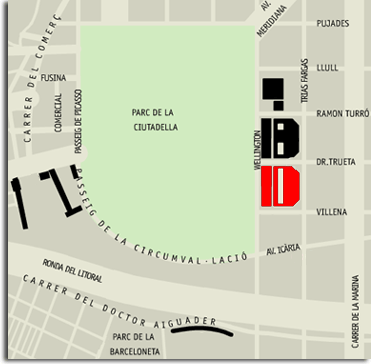 AV.
MERIDIANA
PUJADES
CARRER DEL COMERÇ
LLULL
FUSINA
TRIAS FARGAS
COMERCIAL
PASSEIG DE PICASSO
PARC DE LA
CIUTADELLA
RAMON TURRÓ
WELLINGTON
DR.TRUETA
PASSEIG DE LA CIRCUMVAL·LACIÓ
VILLENA
AV. ICÀRIA
RONDA DEL LITORAL
CARRER DEL DOCTOR AIGUADER
CARRER DE LA MARINA
PARC DE LA
BARCELONETA